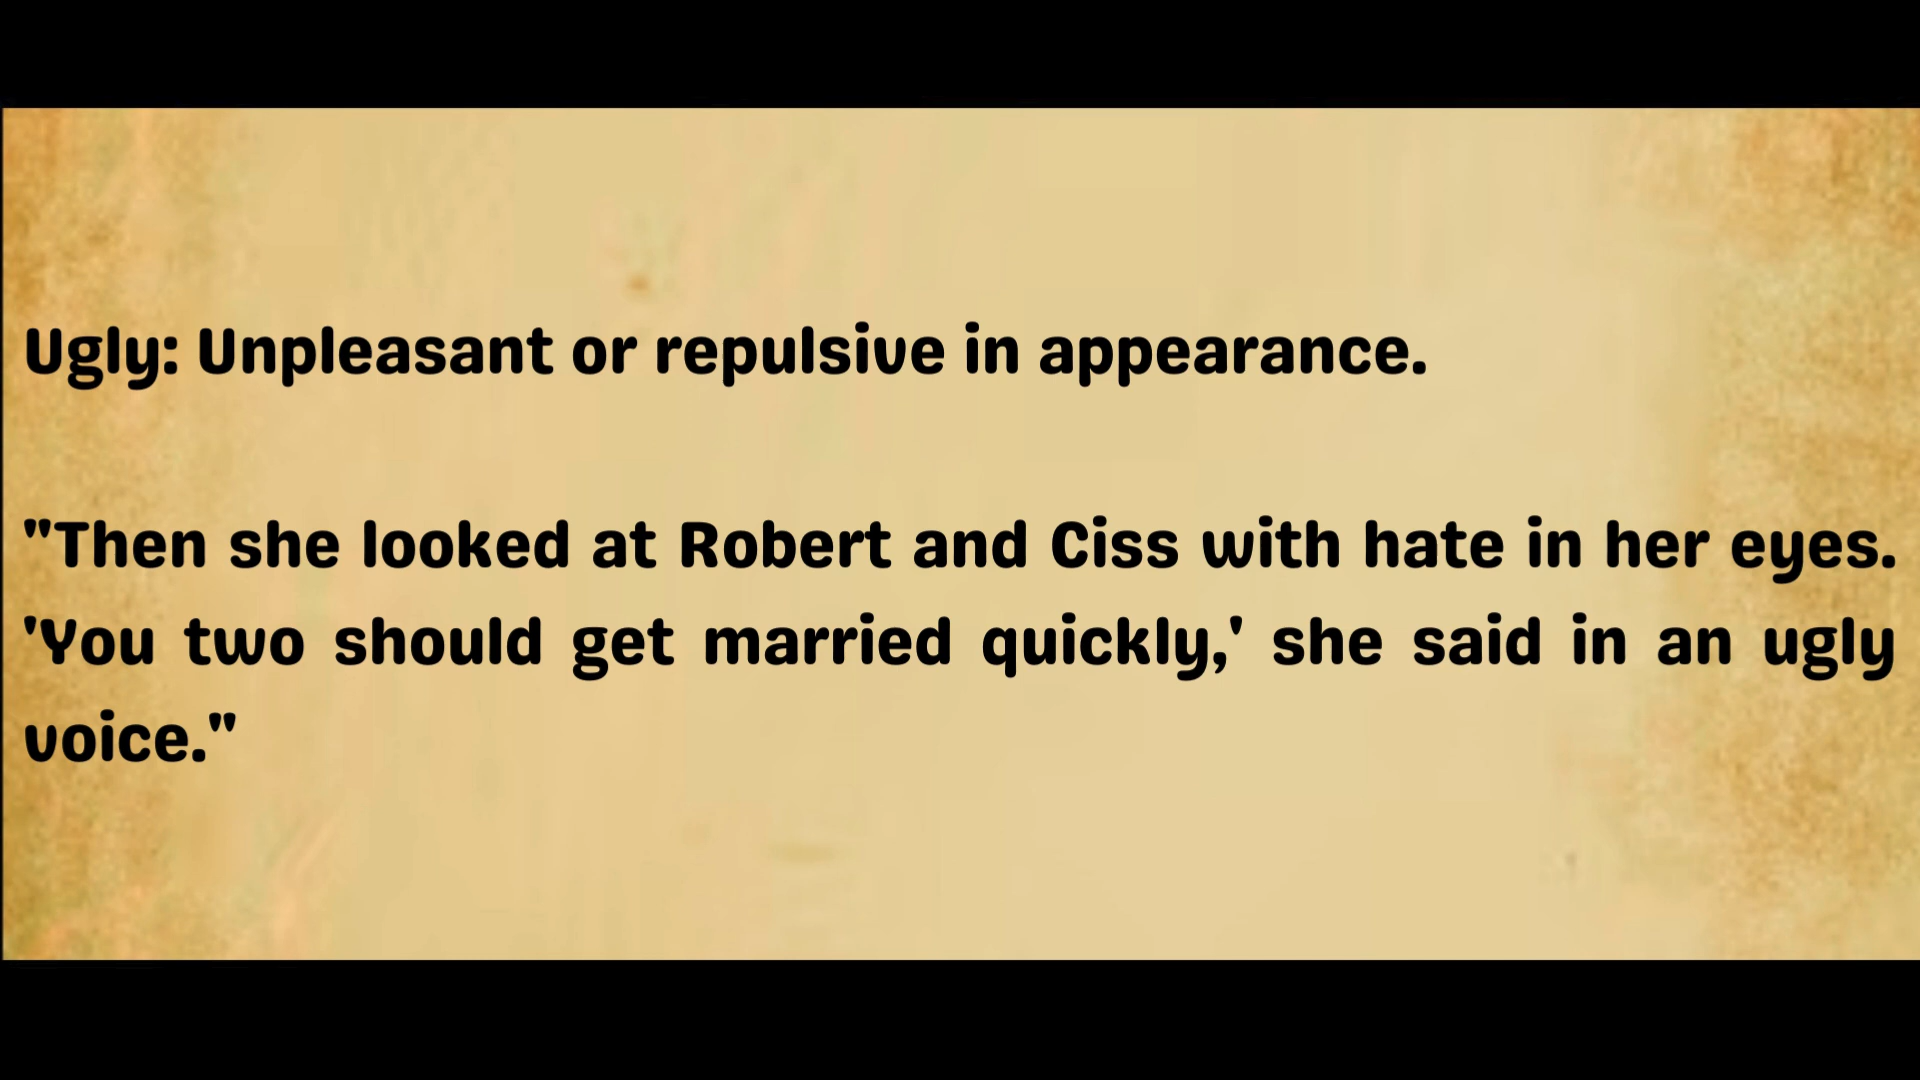 Ugly: Unpleasant or repulsive in appearance.
"Then she looked at Robert and Ciss with hate in her eyes.
'You two should get married quickly,' she said in an ugly
voice."